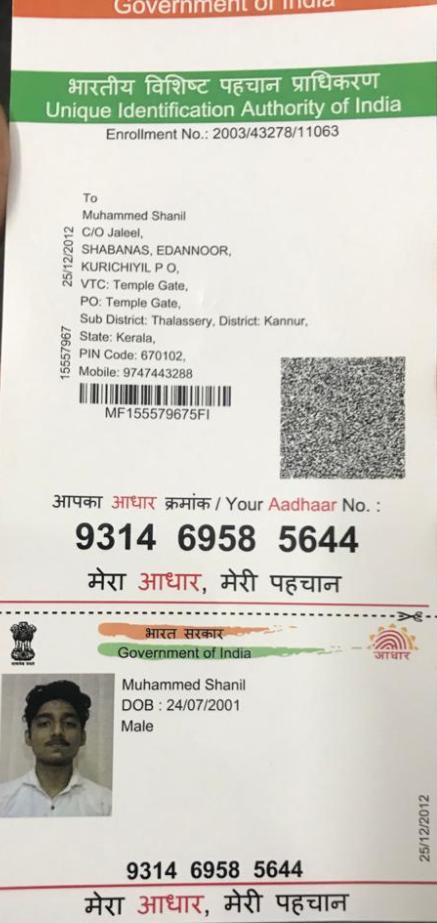 Government of India
भारतीय विशिष्ट पहचान प्राधिकरण
Unique Identification Authority of India
Enrollment No.: 2003/43278/11063
To
Muhammed Shanil
C/O Jaleel,
SHABANAS, EDANNOOR,
KURICHIYIL P O,
VTC: Temple Gate,
PO: Temple Gate,
Sub District: Thalassery, District: Kannur,
State: Kerala,
PIN Code: 670102,
Mobile: 9747443288
25/12/2012
15557967
MF155579675FI
आपका आधार क्रमांक / Your Aadhaar No. :
9314 6958 5644
मेरा आधार, मेरी पहचान
भारत सरकार
Government of India
आधार
Muhammed Shanil
DOB : 24/07/2001
Male
25/12/2012
9314 6958 5644
मेरा आधार, मेरी पहचान